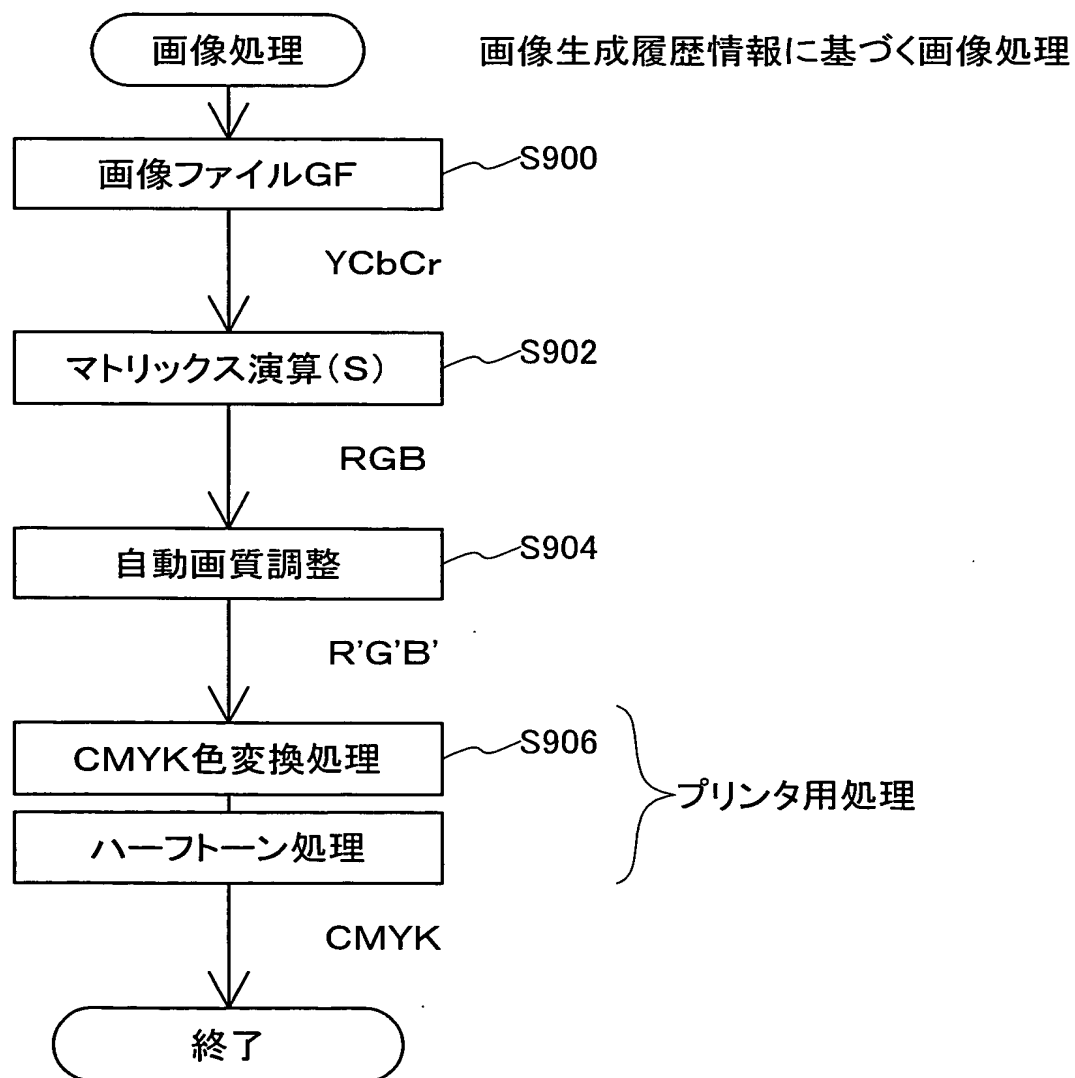 画像処理
画像生成履歴情報に基づく画像処理
画像ファイルGF
S900
YCbCr
マトリックス演算(S)
S902
RGB
自動画質調整
S904
R'G'B'
CMYK色変換処理
S906
プリンタ用処理
ハーフトーン処理
CMYK
終了